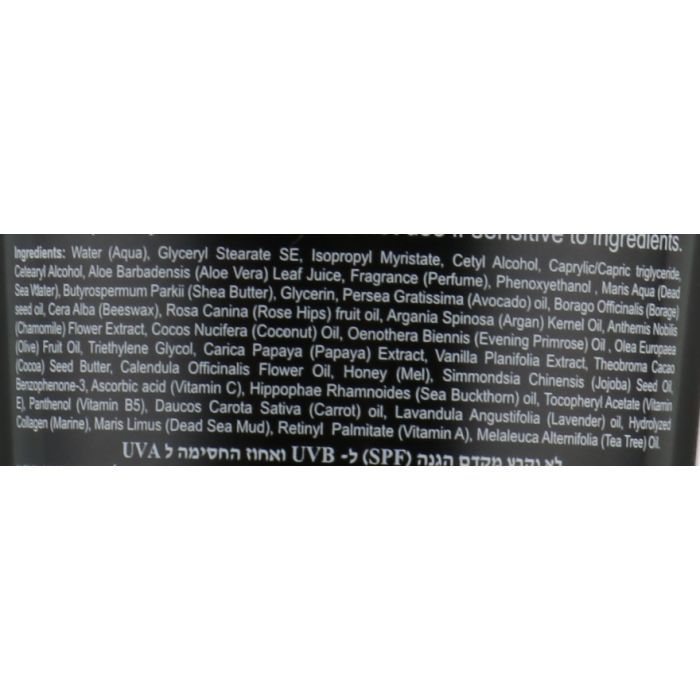 use if sensitive to ingredients.
Ingredients: Water (Aqua), Glyceryl Stearate SE, Isopropyl Myristate, Cetyl Alcohol, Caprylic/Capric triglyceride,
Cetearyl Alcohol, Aloe Barbadensis (Aloe Vera) Leaf Juice, Fragrance (Perfume), Phenoxyethanol , Maris Aqua (Dead
Sea Water), Butyrospermum Parkii (Shea Butter), Glycerin, Persea Gratissima (Avocado) oil, Borago Officinalis (Borage)
seed oil, Cera Alba (Beeswax), Rosa Canina (Rose Hips) fruit oil, Argania Spinosa (Argan) Kernel Oil, Anthemis Nobilis
(Chamomile) Flower Extract, Cocos Nucifera (Coconut) Oil, Oenothera Biennis (Evening Primrose) Oil , Olea Europaea
(Olive) Fruit Oil, Triethylene Glycol, Carica Papaya (Papaya) Extract, Vanilla Planifolia Extract, Theobroma Cacao
(Cocoa) Seed Butter, Calendula Officinalis Flower Oil, Honey (Mel), Simmondsia Chinensis (Jojoba) Seed Oil,
Benzophenone-3, Ascorbic acid (Vitamin C), Hippophae Rhamnoides (Sea Buckthorn) oil, Tocopheryl Acetate (Vitamin
E), Panthenol (Vitamin B5), Daucus Carota Sativa (Carrot) oil, Lavandula Angustifolia (Lavender) oil, Hydrolyzed
Collagen (Marine), Maris Limus (Dead Sea Mud), Retinyl Palmitate (Vitamin A), Melaleuca Alternifolia (Tea Tree) Oil.
לא נקבע מקדם הגנה (SPF) ל- UVB ואחוז החסימה ל UVA